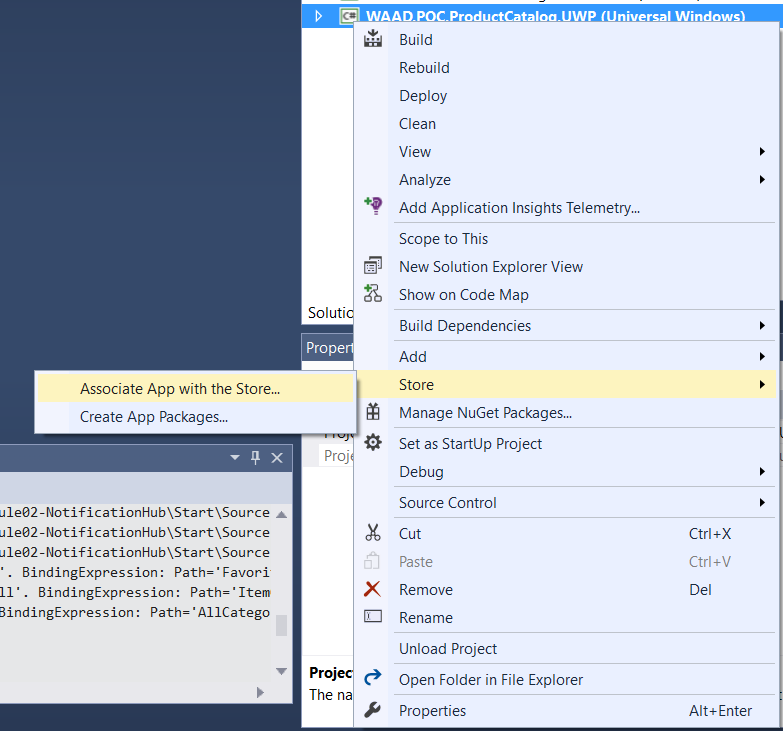 C# WAAD.POC.ProductCatalog.UWP (Universal Windows)
Build
Rebuild
Deploy
Clean
View
Analyze
Add Application Insights Telemetry...
Scope to This
New Solution Explorer View
Show on Code Map
Solutio
Build Dependencies
Propert
Add
Associate App with the Store...
Store
Create App Packages...
Manage NuGet Packages...
Proje
Set as StartUp Project
Proje
Debug
Source Control
ule02-NotificationHub\Start\Source
ule02-NotificationHub\Start\Source
ule02-NotificationHub\Start\Source
'. BindingExpression: Path='Favori
ll'. BindingExpression: Path='Item
BindingExpression: Path='AllCatego
Cut Ctrl+X
Paste Ctrl+V
Remove Del
Rename
Unload Project
Project
The na
Open Folder in File Explorer
Properties Alt+Enter